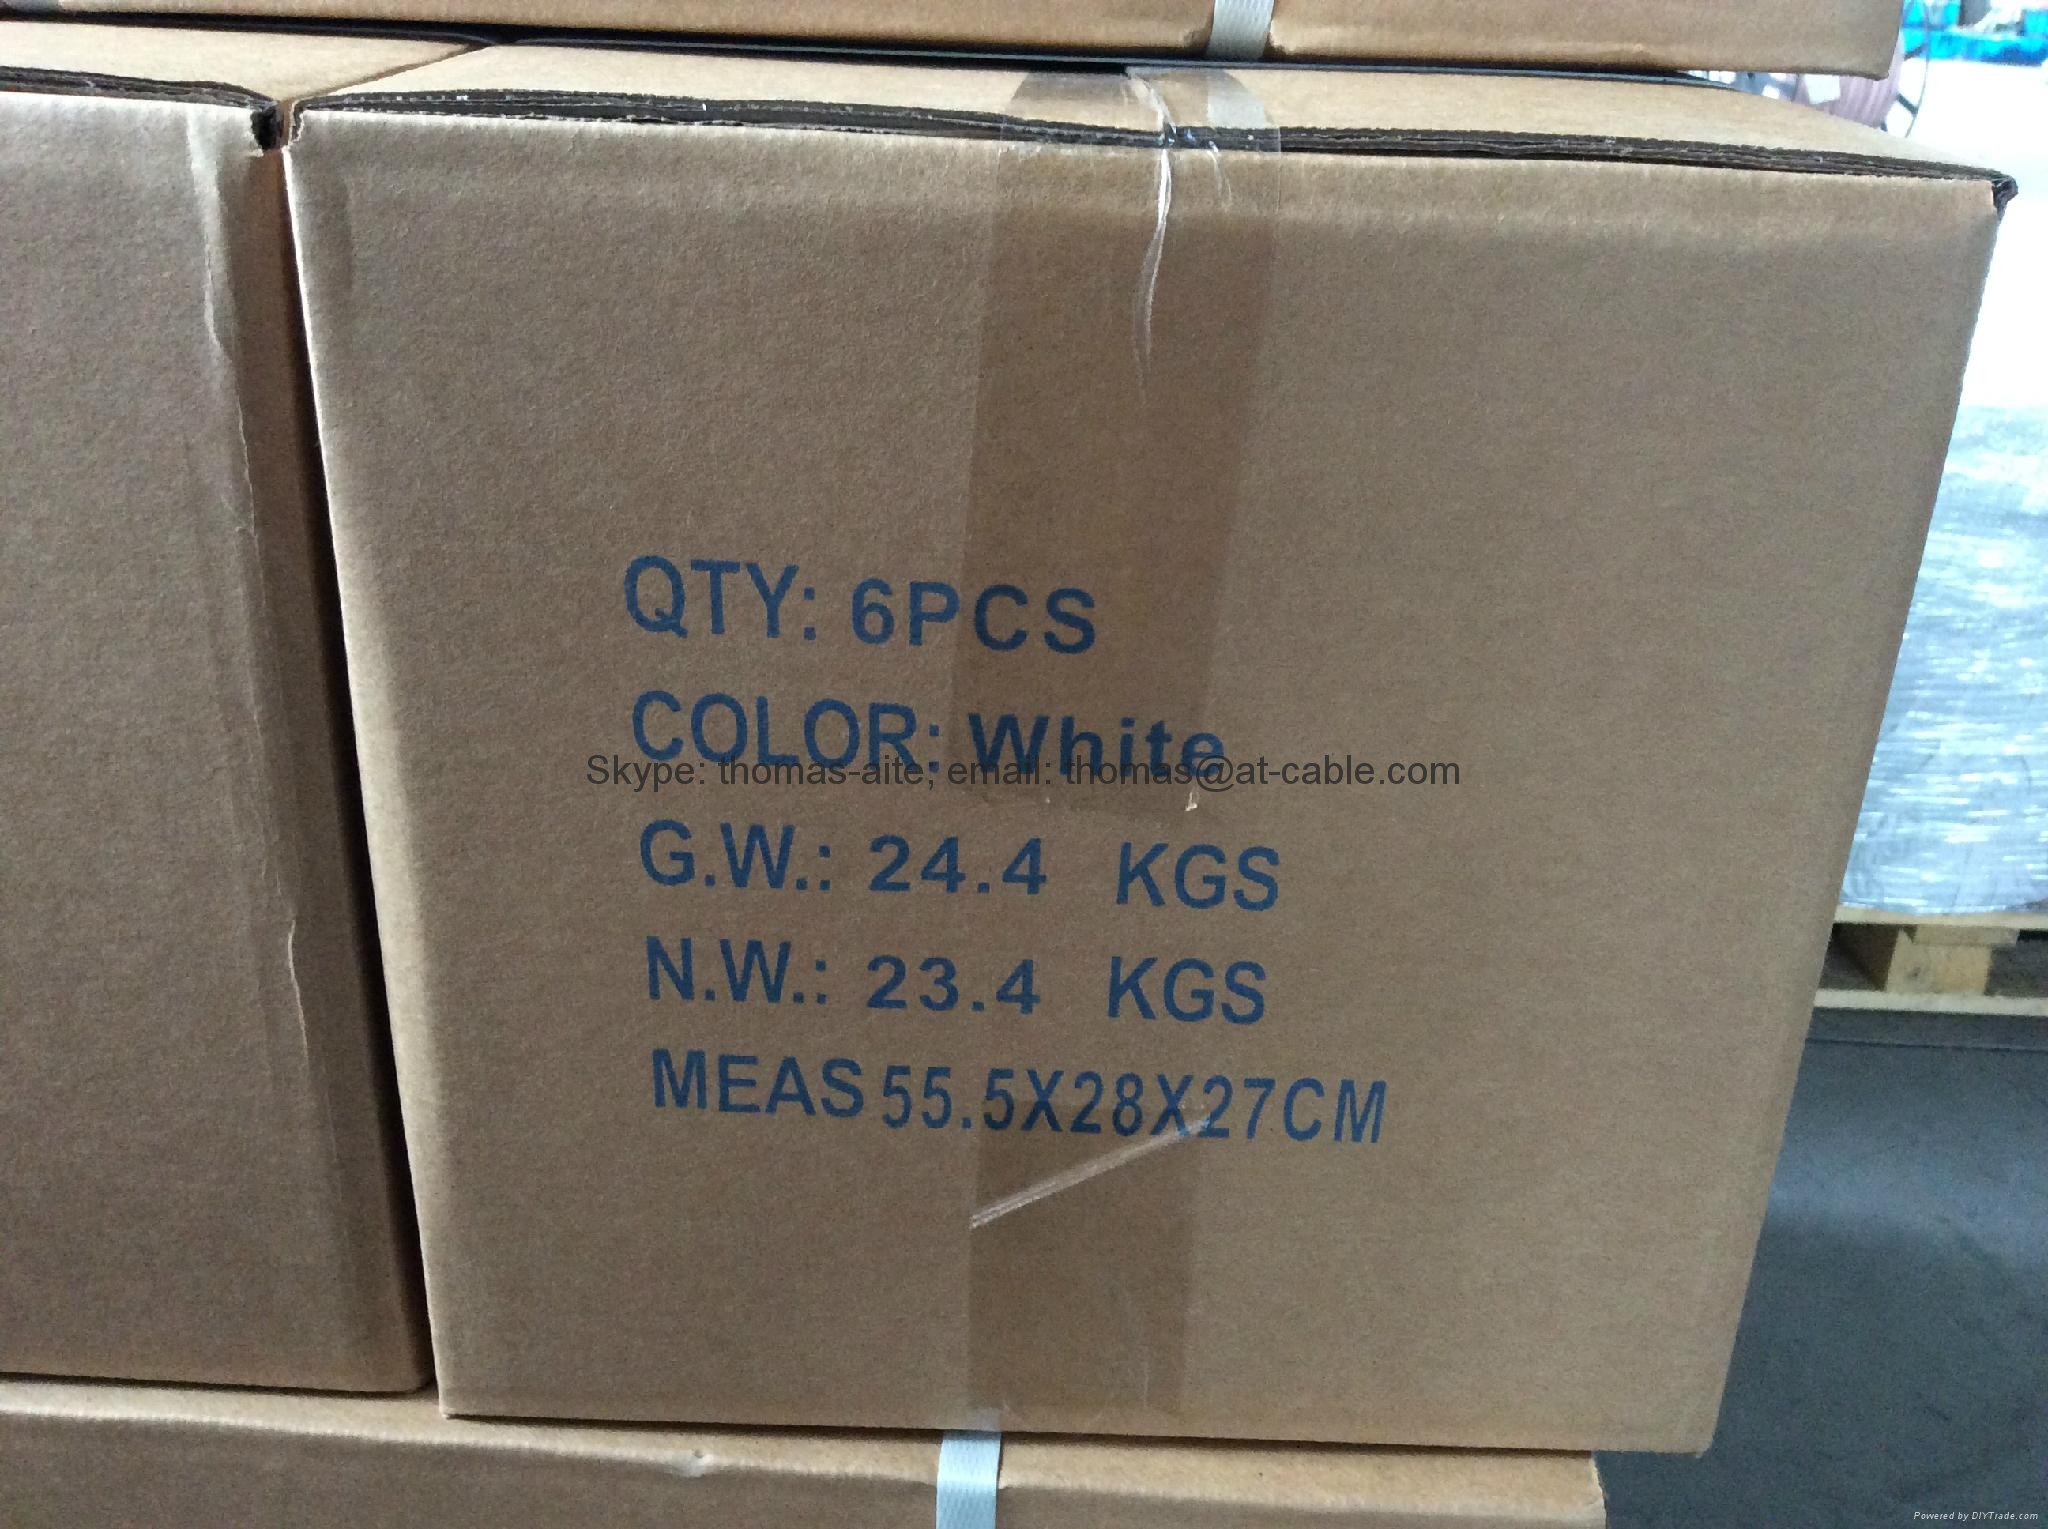 QTY: 6PCS
COLOR: White
Skype: thomas-aite; email: thomas@at-cable.com
G.W.: 24.4 KGS
N.W.: 23.4 KGS
MEAS 55.5X28X27CM
Powered by DIYTrade.com